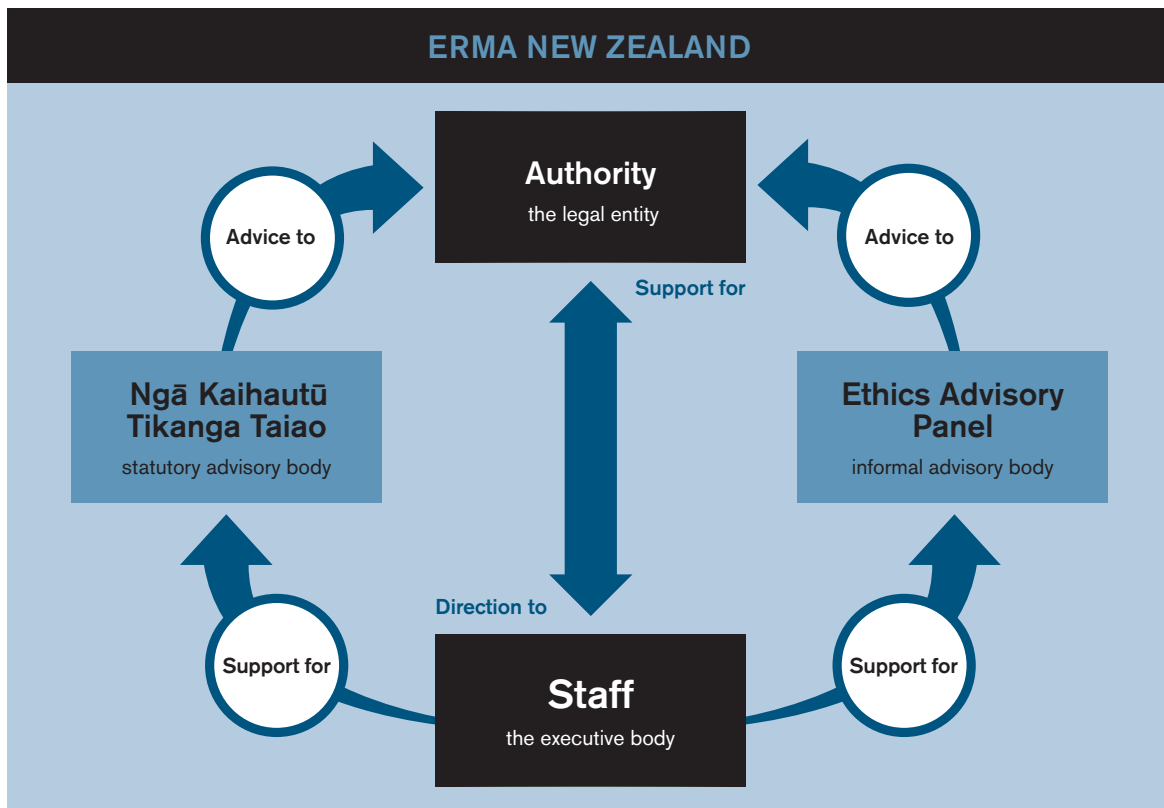 ERMA NEW ZEALAND
Authority
the legal entity
Advice to
Advice to
Support for
Ngā Kaihautū
Tikanga Taiao
statutory advisory body
Ethics Advisory
Panel
informal advisory body
Direction to
Support for
Support for
Staff
the executive body